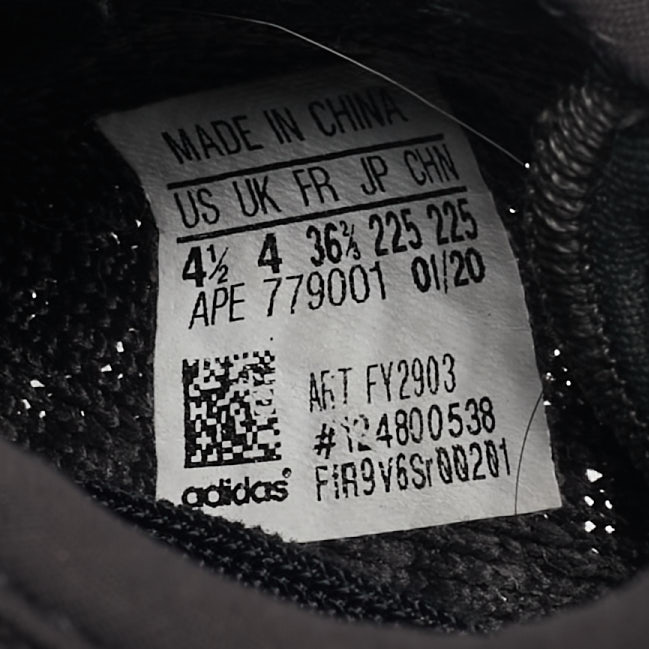 MADE IN CHINA
US UK FR JP CHN
4½ 4 36⅔ 225 225
APE 779001 01/20
ART FY2903
#124800538
F1R9V6Sr00201
adidas®